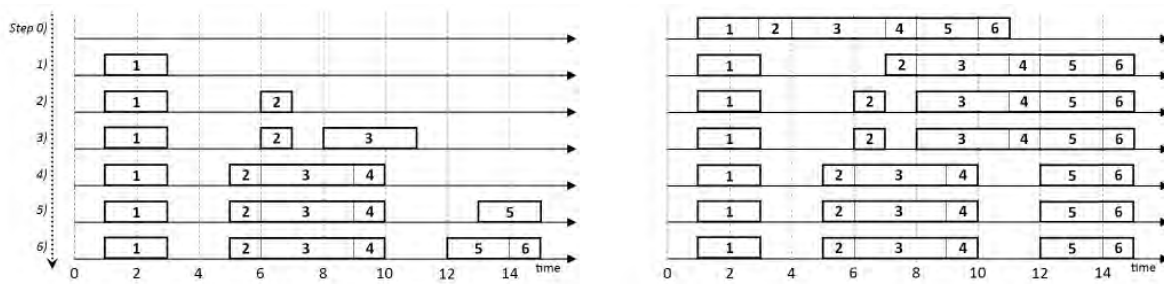 Step 0) 1 2 3 4 5 6
1) 1 1 2 3 4 5 6
2) 1 2 1 2 3 4 5 6
3) 1 2 3 1 2 3 4 5 6
4) 1 2 3 4 1 2 3 4 5 6
5) 1 2 3 4 5 1 2 3 4 5 6
6) 1 2 3 4 5 6 1 2 3 4 5 6
0 2 4 6 8 10 12 14 time 0 2 4 6 8 10 12 14 time